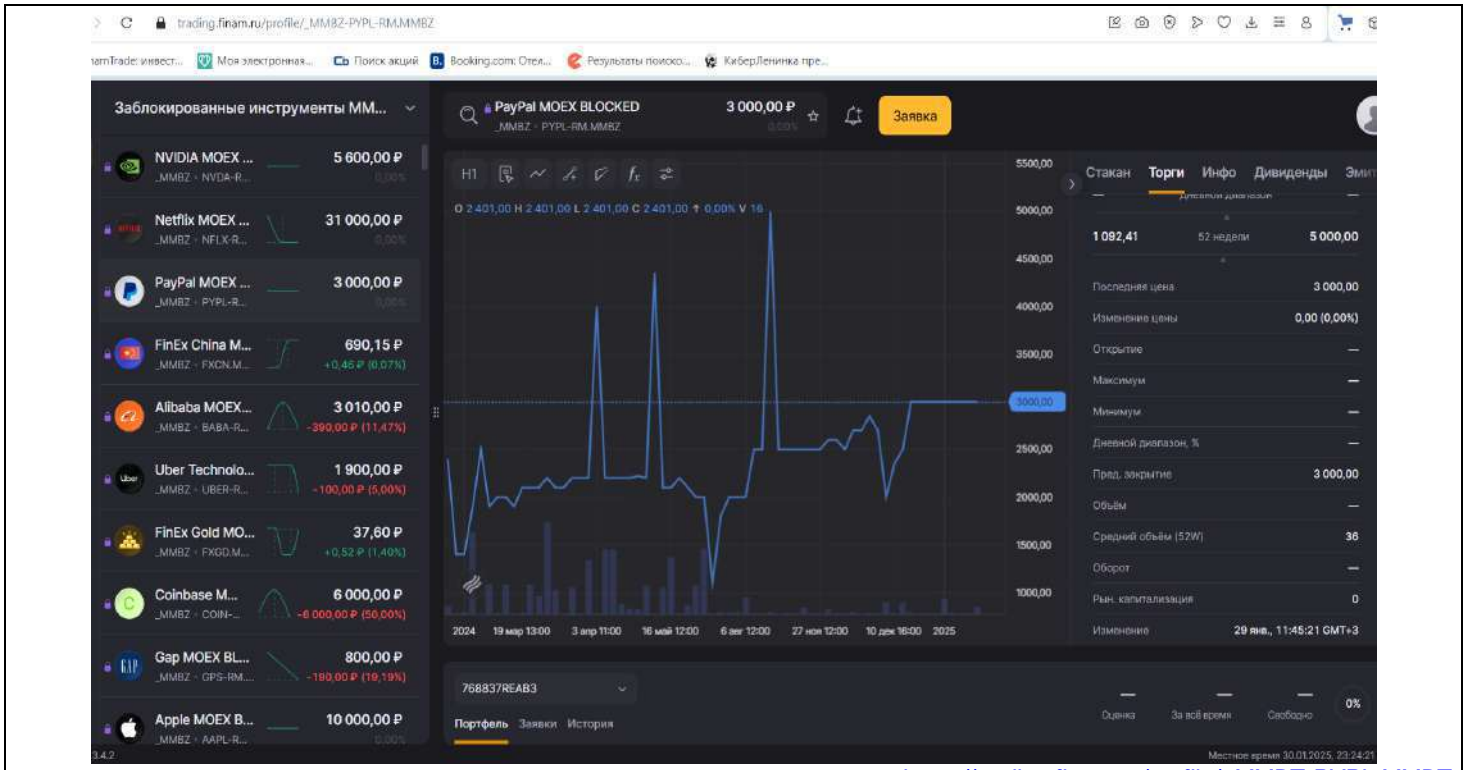 trading.finam.ru/profile/_MMBZ-PYPL-RM.MMBZ
Моя электронная...
Поиск акций
Booking.com: Отел...
Результаты поиско...
КиберЛенинка пре...
Заблокированные инструменты ММ...
NVIDIA MOEX ...
5 600,00 ₽
_MMBZ · NVDA-R...
0,00%
Netflix MOEX ...
31 000,00 ₽
_MMBZ · NFLX-R...
0,00%
PayPal MOEX ...
3 000,00 ₽
_MMBZ · PYPL-R...
0,00%
FinEx China M...
690,15 ₽
_MMBZ · FXCN.M...
+0,46 ₽ (0,07%)
Alibaba MOEX...
3 010,00 ₽
_MMBZ · BABA-R...
-390,00 ₽ (11,47%)
Uber Technolo...
1 900,00 ₽
_MMBZ · UBER-R...
-100,00 ₽ (5,00%)
FinEx Gold MO...
37,60 ₽
_MMBZ · FXGD.M...
+0,52 ₽ (1,40%)
Coinbase M...
6 000,00 ₽
_MMBZ · COIN-...
-6 000,00 ₽ (50,00%)
Gap MOEX BL...
800,00 ₽
_MMBZ · GPS-RM....
-190,00 ₽ (19,19%)
Apple MOEX B...
10 000,00 ₽
_MMBZ · AAPL-R...
0,00%
3.4.2
PayPal MOEX BLOCKED
3 000,00 ₽
_MMBZ · PYPL-RM.MMBZ
0,00%
Заявка
H1
O 2 401,00 H 2 401,00 L 2 401,00 C 2 401,00 ↑ 0,00% V 16
5500,00
5000,00
4500,00
4000,00
3500,00
3000,00
2500,00
2000,00
1500,00
1000,00
2024 19 мар 13:00 3 апр 11:00 16 май 12:00 6 авг 12:00 27 ноя 12:00 10 дек 16:00 2025
Стакан Торги Инфо Дивиденды Эмит
— Дневной диапазон —
1 092,41 52 недели 5 000,00
Последняя цена 3 000,00
Изменение цены 0,00 (0,00%)
Открытие —
Максимум —
Минимум —
Дневной диапазон, % —
Пред. закрытие 3 000,00
Объём —
Средний объём (52W) 36
Оборот —
Рын. капитализация 0
Изменение 29 янв., 11:45:21 GMT+3
768837REAB3
Портфель Заявки История
— — — 0%
Оценка За всё время Свободно
Местное время 30.01.2025, 23:24:21